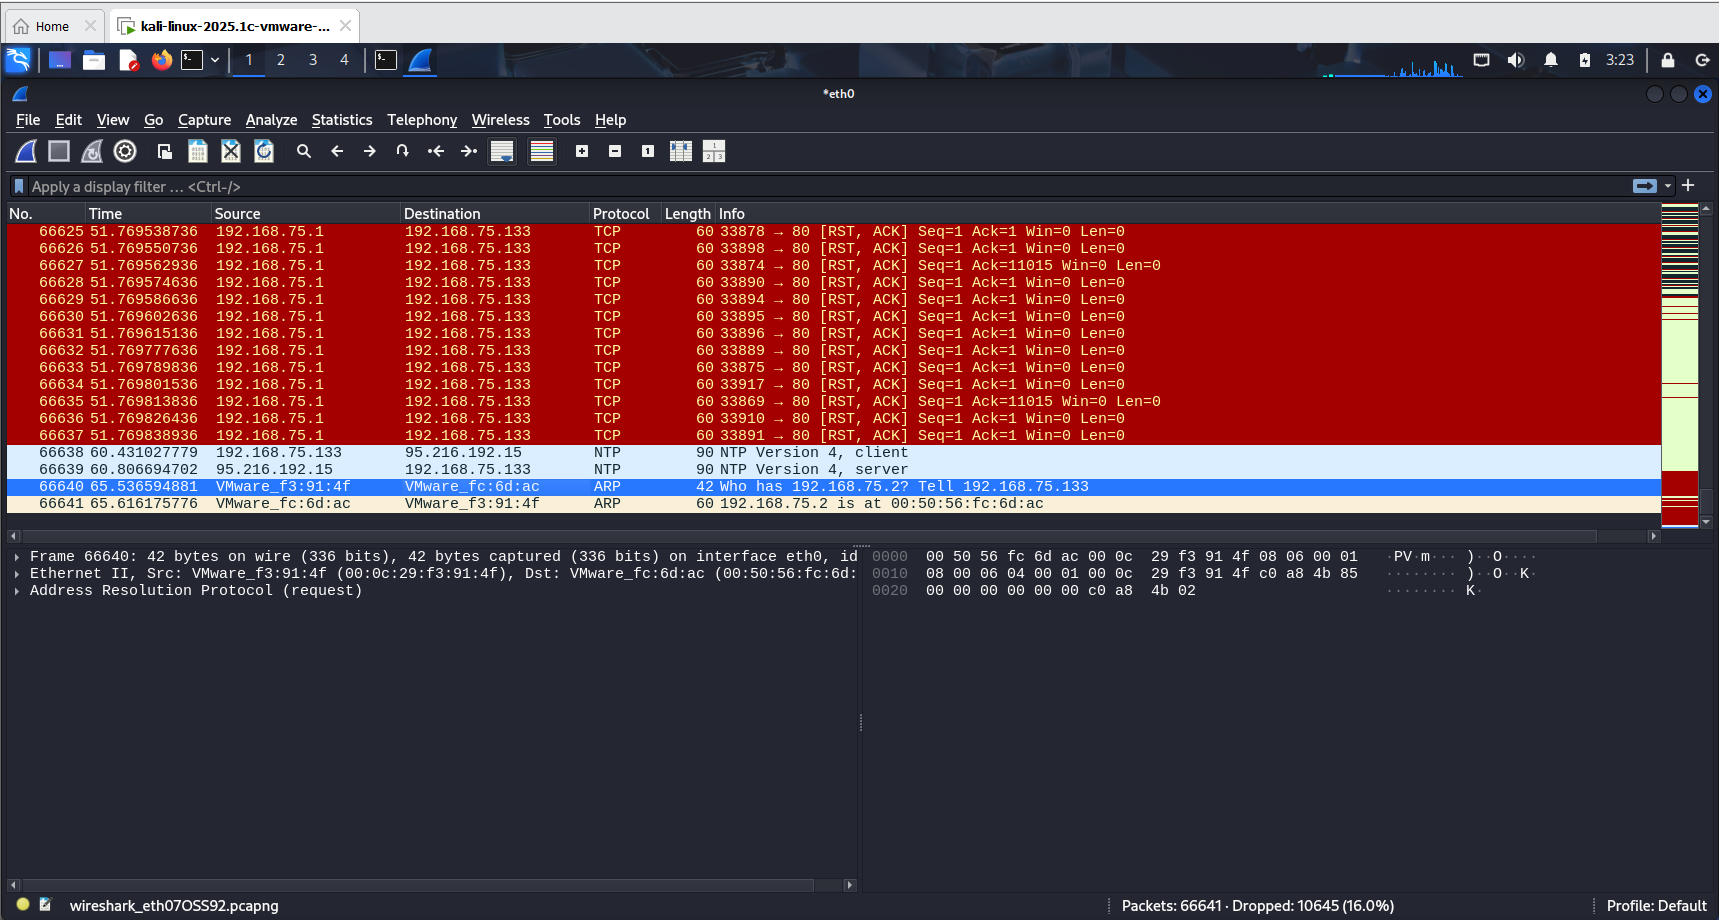 Home
kali-linux-2025.1c-vmware-...
1 2 3 4
3:23
*eth0
File Edit View Go Capture Analyze Statistics Telephony Wireless Tools Help
Apply a display filter … <Ctrl-/>
No. Time Source Destination Protocol Length Info
66625 51.769538736 192.168.75.1 192.168.75.133 TCP 60 33878 → 80 [RST, ACK] Seq=1 Ack=1 Win=0 Len=0
66626 51.769550736 192.168.75.1 192.168.75.133 TCP 60 33898 → 80 [RST, ACK] Seq=1 Ack=1 Win=0 Len=0
66627 51.769562936 192.168.75.1 192.168.75.133 TCP 60 33874 → 80 [RST, ACK] Seq=1 Ack=11015 Win=0 Len=0
66628 51.769574636 192.168.75.1 192.168.75.133 TCP 60 33890 → 80 [RST, ACK] Seq=1 Ack=1 Win=0 Len=0
66629 51.769586636 192.168.75.1 192.168.75.133 TCP 60 33894 → 80 [RST, ACK] Seq=1 Ack=1 Win=0 Len=0
66630 51.769602636 192.168.75.1 192.168.75.133 TCP 60 33895 → 80 [RST, ACK] Seq=1 Ack=1 Win=0 Len=0
66631 51.769615136 192.168.75.1 192.168.75.133 TCP 60 33896 → 80 [RST, ACK] Seq=1 Ack=1 Win=0 Len=0
66632 51.769777636 192.168.75.1 192.168.75.133 TCP 60 33889 → 80 [RST, ACK] Seq=1 Ack=1 Win=0 Len=0
66633 51.769789836 192.168.75.1 192.168.75.133 TCP 60 33875 → 80 [RST, ACK] Seq=1 Ack=1 Win=0 Len=0
66634 51.769801536 192.168.75.1 192.168.75.133 TCP 60 33917 → 80 [RST, ACK] Seq=1 Ack=1 Win=0 Len=0
66635 51.769813836 192.168.75.1 192.168.75.133 TCP 60 33869 → 80 [RST, ACK] Seq=1 Ack=11015 Win=0 Len=0
66636 51.769826436 192.168.75.1 192.168.75.133 TCP 60 33910 → 80 [RST, ACK] Seq=1 Ack=1 Win=0 Len=0
66637 51.769838936 192.168.75.1 192.168.75.133 TCP 60 33891 → 80 [RST, ACK] Seq=1 Ack=1 Win=0 Len=0
66638 60.431027779 192.168.75.133 95.216.192.15 NTP 90 NTP Version 4, client
66639 60.806694702 95.216.192.15 192.168.75.133 NTP 90 NTP Version 4, server
66640 65.536594881 VMware_f3:91:4f VMware_fc:6d:ac ARP 42 Who has 192.168.75.2? Tell 192.168.75.133
66641 65.616175776 VMware_fc:6d:ac VMware_f3:91:4f ARP 60 192.168.75.2 is at 00:50:56:fc:6d:ac
Frame 66640: 42 bytes on wire (336 bits), 42 bytes captured (336 bits) on interface eth0, id
Ethernet II, Src: VMware_f3:91:4f (00:0c:29:f3:91:4f), Dst: VMware_fc:6d:ac (00:50:56:fc:6d:
Address Resolution Protocol (request)
0000 00 50 56 fc 6d ac 00 0c 29 f3 91 4f 08 06 00 01 ·PV·m··· )··O····
0010 08 00 06 04 00 01 00 0c 29 f3 91 4f c0 a8 4b 85 ········ )··O··K·
0020 00 00 00 00 00 00 c0 a8 4b 02 ········ K·
wireshark_eth07OSS92.pcapng
Packets: 66641 · Dropped: 10645 (16.0%)
Profile: Default